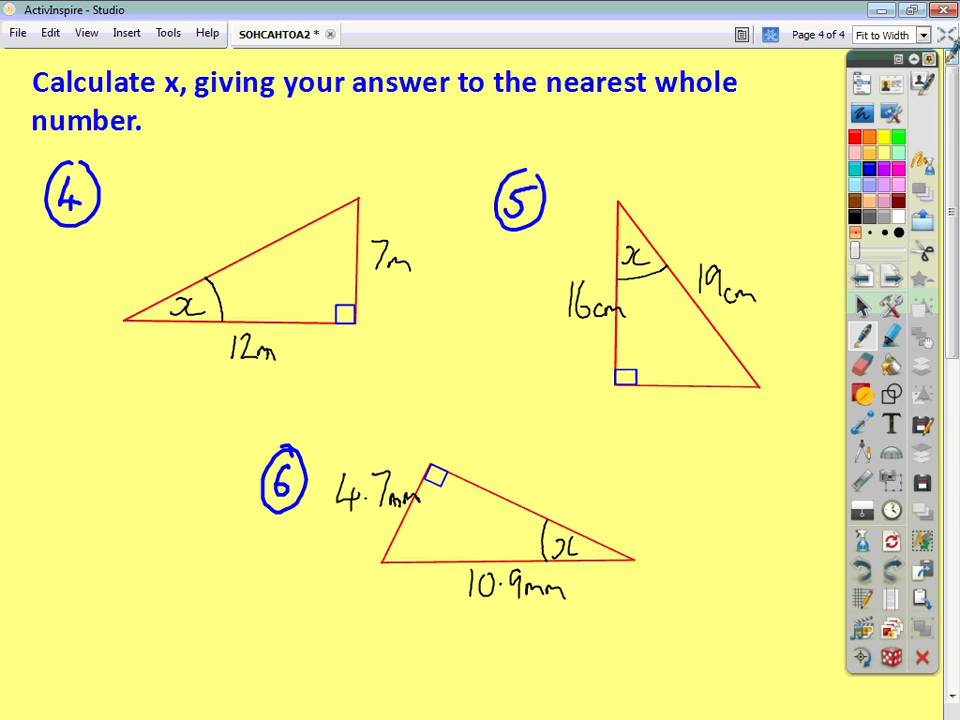 ActivInspire - Studio
File Edit View Insert Tools Help SOHCAHTOA2 * Page 4 of 4 Fit to Width
Calculate x, giving your answer to the nearest whole
number.
4
5
7m
x
12m
x
16cm
19cm
6
4.7mm
x
10.9mm
T